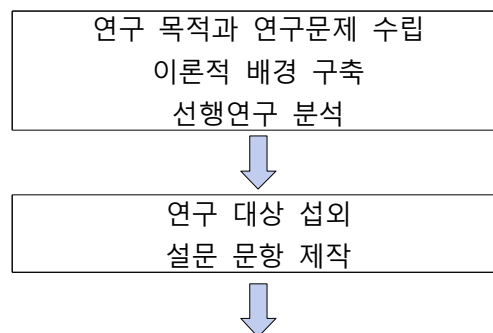 연구 목적과 연구문제 수립
이론적 배경 구축
선행연구 분석
연구 대상 섭외
설문 문항 제작